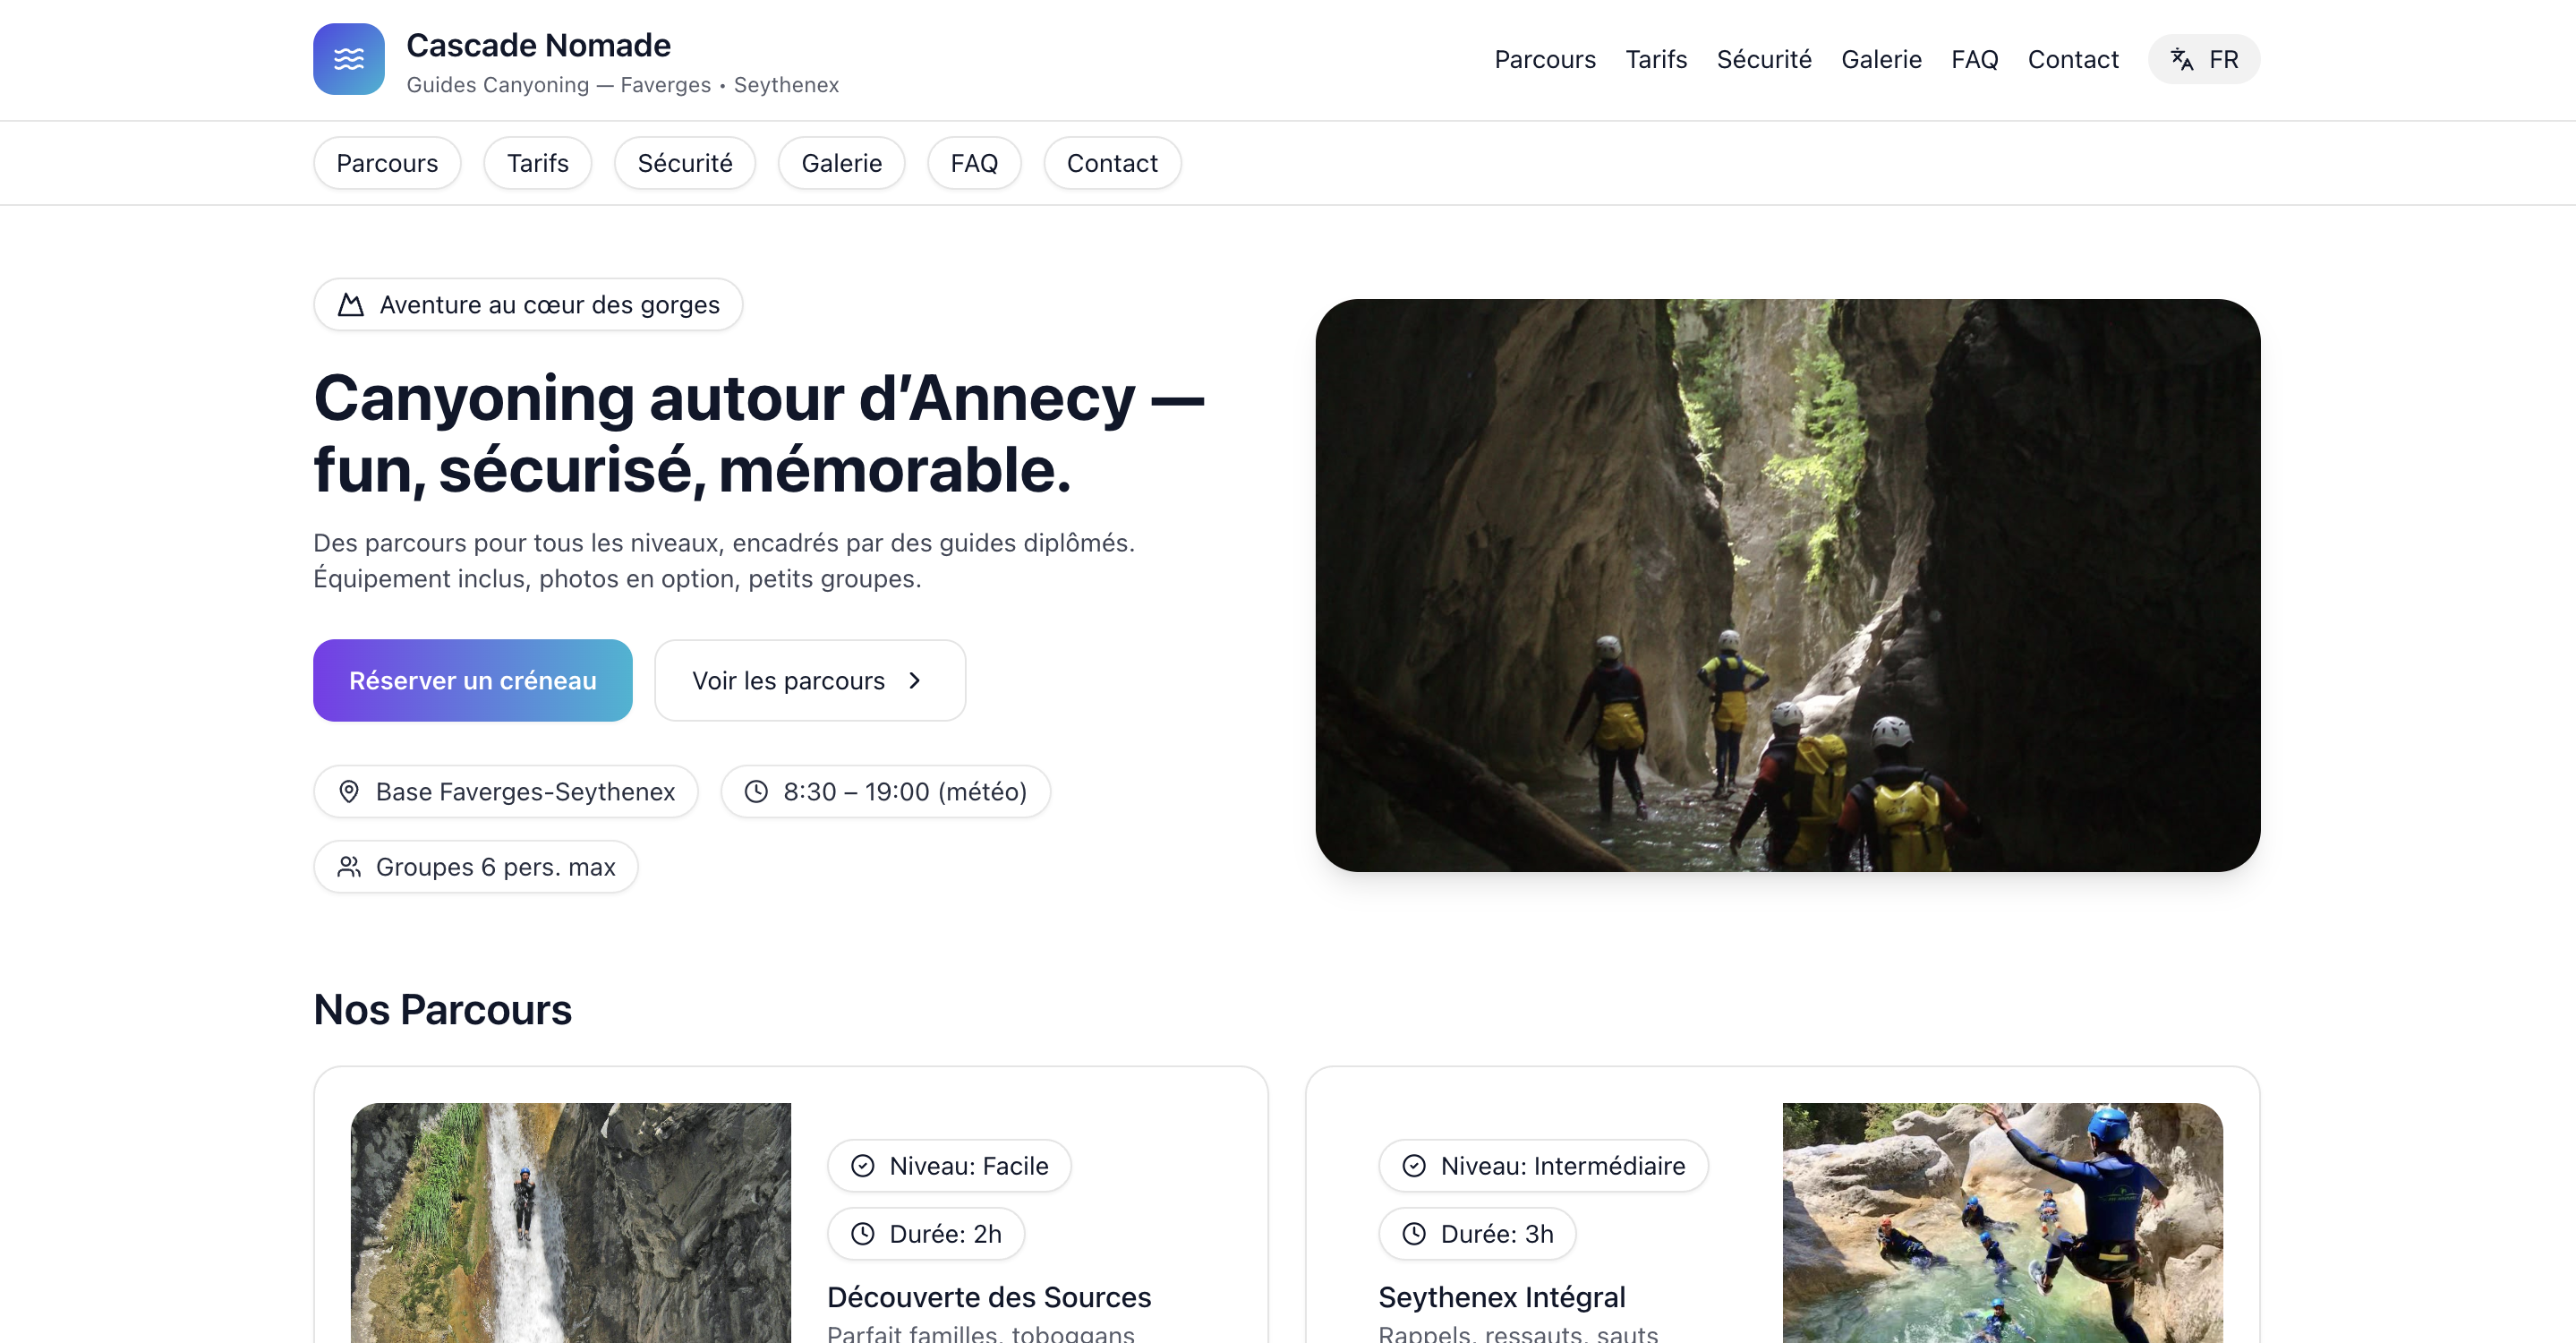 Cascade Nomade
Guides Canyoning — Faverges • Seythenex
Parcours
Tarifs
Sécurité
Galerie
FAQ
Contact
FR
Parcours
Tarifs
Sécurité
Galerie
FAQ
Contact
Aventure au cœur des gorges
Canyoning autour d’Annecy —
fun, sécurisé, mémorable.
Des parcours pour tous les niveaux, encadrés par des guides diplômés.
Équipement inclus, photos en option, petits groupes.
Réserver un créneau
Voir les parcours
Base Faverges-Seythenex
8:30 – 19:00 (météo)
Groupes 6 pers. max
Nos Parcours
Niveau: Facile
Durée: 2h
Découverte des Sources
Parfait familles, toboggans
Niveau: Intermédiaire
Durée: 3h
Seythenex Intégral
Rappels, ressauts, sauts